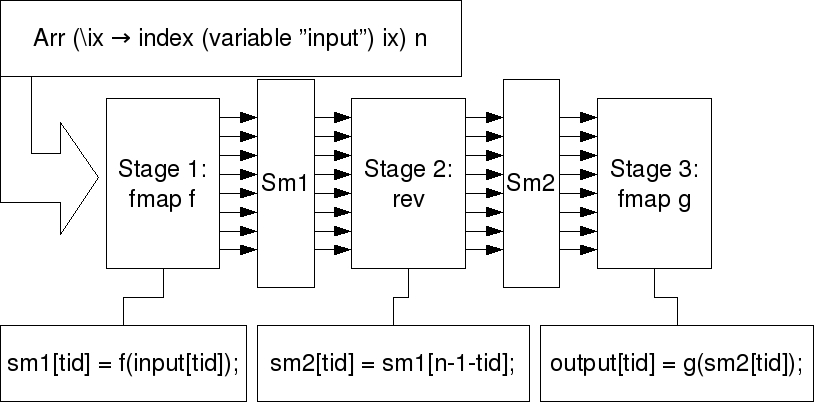 Arr (\ix → index (variable ”input”) ix) n
Stage 1:
fmap f
Sm1
Stage 2:
rev
Sm2
Stage 3:
fmap g
sm1[tid] = f(input[tid]);
sm2[tid] = sm1[n-1-tid];
output[tid] = g(sm2[tid]);